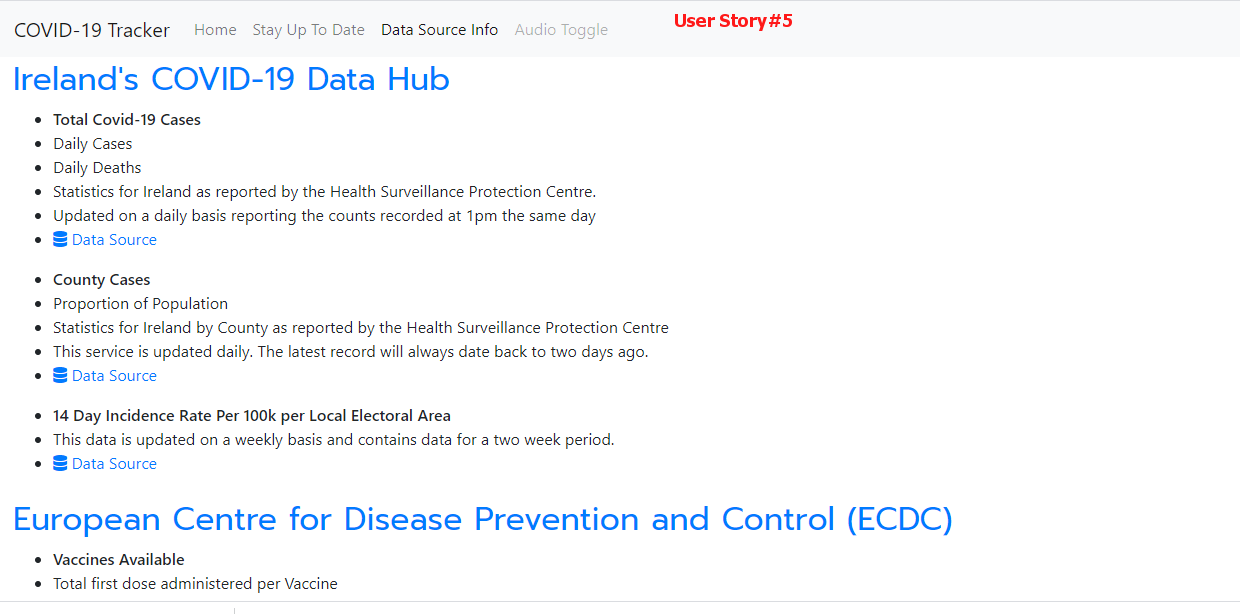 COVID-19 Tracker Home Stay Up To Date Data Source Info Audio Toggle User Story#5
Ireland's COVID-19 Data Hub
Total Covid-19 Cases
Daily Cases
Daily Deaths
Statistics for Ireland as reported by the Health Surveillance Protection Centre.
Updated on a daily basis reporting the counts recorded at 1pm the same day
Data Source
County Cases
Proportion of Population
Statistics for Ireland by County as reported by the Health Surveillance Protection Centre
This service is updated daily. The latest record will always date back to two days ago.
Data Source
14 Day Incidence Rate Per 100k per Local Electoral Area
This data is updated on a weekly basis and contains data for a two week period.
Data Source
European Centre for Disease Prevention and Control (ECDC)
Vaccines Available
Total first dose administered per Vaccine